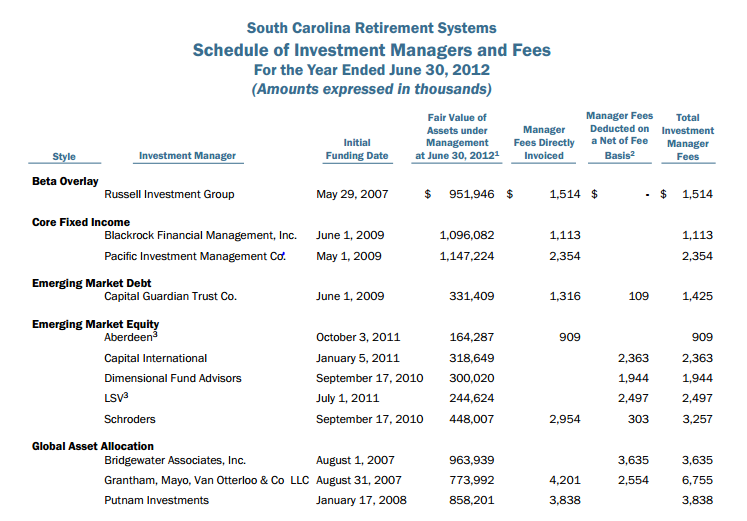 South Carolina Retirement Systems
Schedule of Investment Managers and Fees
For the Year Ended June 30, 2012
(Amounts expressed in thousands)
Style Investment Manager Initial Funding Date Fair Value of Assets under Management at June 30, 2012¹ Manager Fees Directly Invoiced Manager Fees Deducted on a Net of Fee Basis² Total Investment Manager Fees
Beta Overlay
Russell Investment Group May 29, 2007 $ 951,946 $ 1,514 $ - $ 1,514
Core Fixed Income
Blackrock Financial Management, Inc. June 1, 2009 1,096,082 1,113 1,113
Pacific Investment Management Co. May 1, 2009 1,147,224 2,354 2,354
Emerging Market Debt
Capital Guardian Trust Co. June 1, 2009 331,409 1,316 109 1,425
Emerging Market Equity
Aberdeen³ October 3, 2011 164,287 909 909
Capital International January 5, 2011 318,649 2,363 2,363
Dimensional Fund Advisors September 17, 2010 300,020 1,944 1,944
LSV³ July 1, 2011 244,624 2,497 2,497
Schroders September 17, 2010 448,007 2,954 303 3,257
Global Asset Allocation
Bridgewater Associates, Inc. August 1, 2007 963,939 3,635 3,635
Grantham, Mayo, Van Otterloo & Co LLC August 31, 2007 773,992 4,201 2,554 6,755
Putnam Investments January 17, 2008 858,201 3,838 3,838